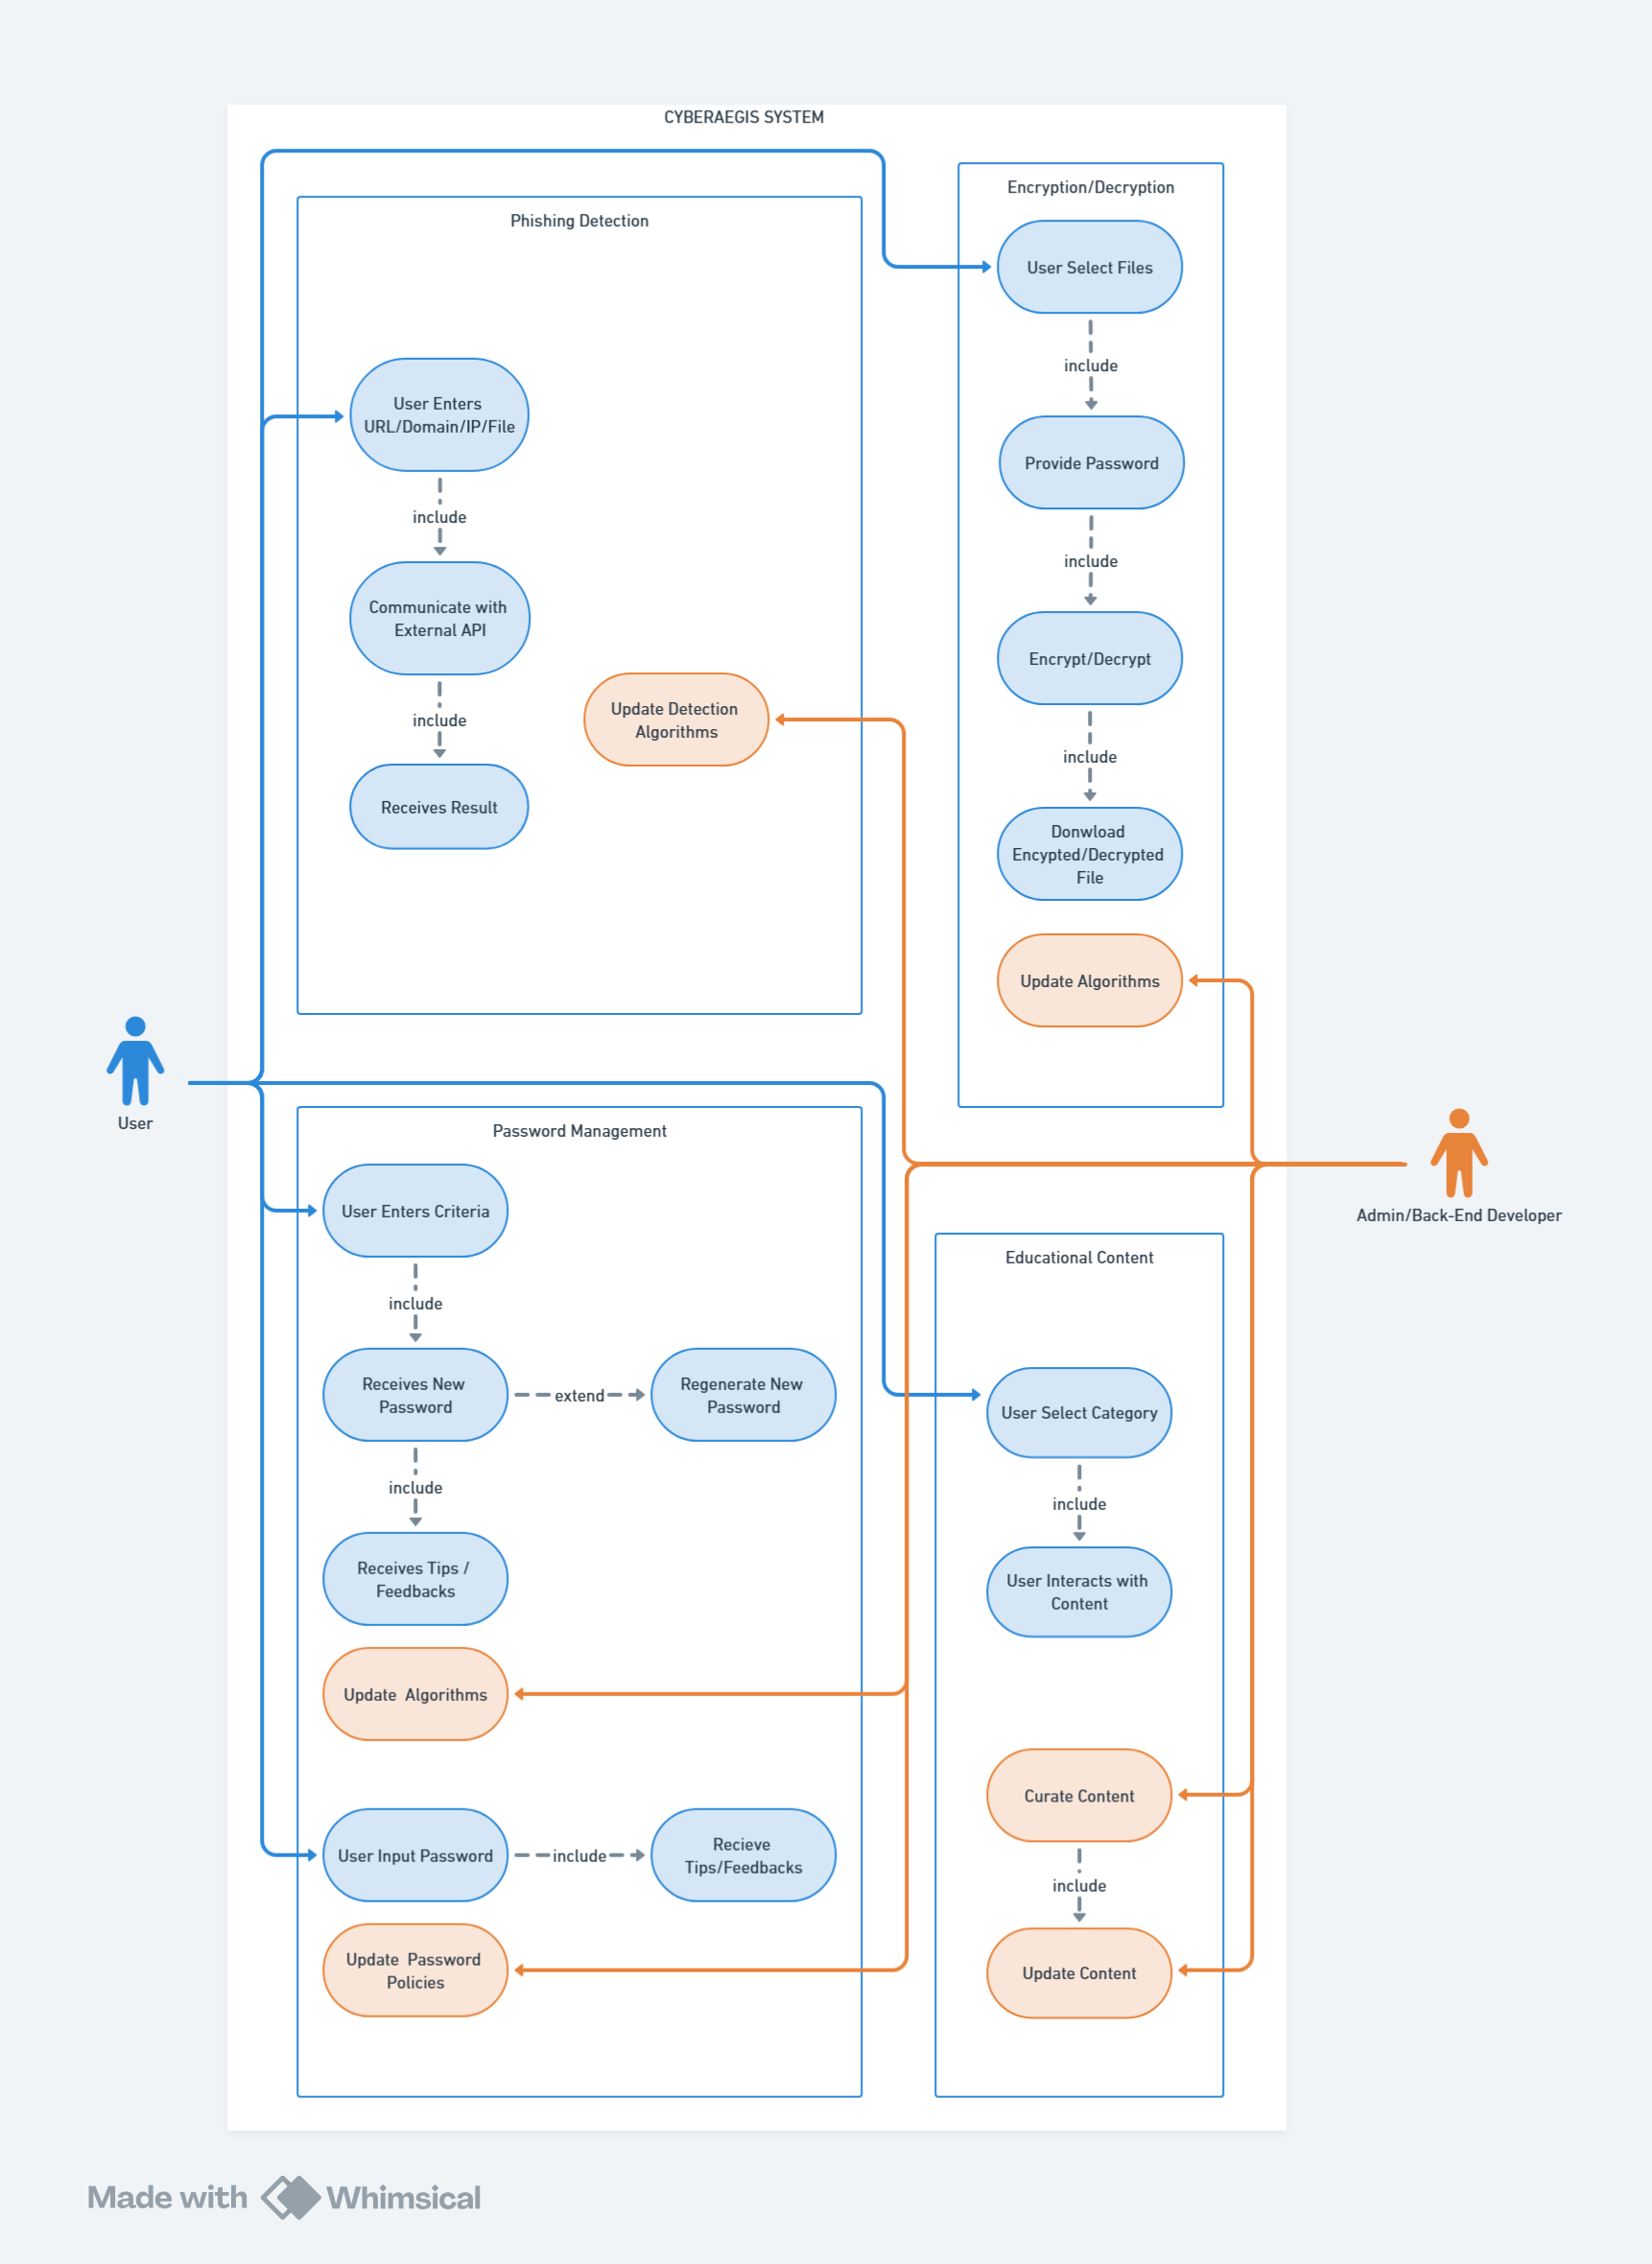 CYBERAEGIS SYSTEM
Phishing Detection
User Enters
URL/Domain/IP/File
include
Communicate with
External API
include
Receives Result
Update Detection
Algorithms
Encryption/Decryption
User Select Files
include
Provide Password
include
Encrypt/Decrypt
include
Donwload
Encypted/Decrypted
File
Update Algorithms
User
Admin/Back-End Developer
Password Management
User Enters Criteria
include
Receives New
Password
extend
Regenerate New
Password
include
Receives Tips /
Feedbacks
Update  Algorithms
User Input Password
include
Recieve
Tips/Feedbacks
Update  Password
Policies
Educational Content
User Select Category
include
User Interacts with
Content
Curate Content
include
Update Content
Made with Whimsical